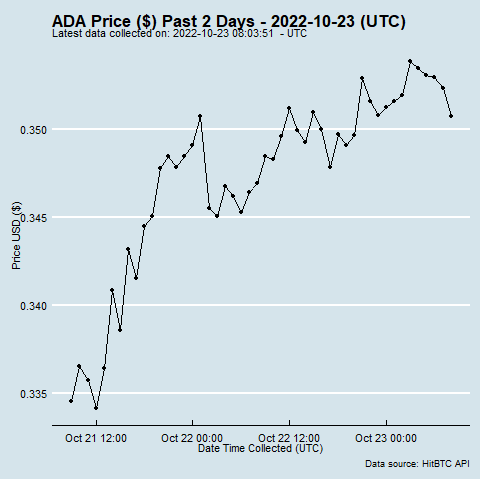 ADA Price ($) Past 2 Days - 2022-10-23 (UTC)
Latest data collected on: 2022-10-23 08:03:51 - UTC
Price USD ($)
0.350
0.345
0.340
0.335
Oct 21 12:00 Oct 22 00:00 Oct 22 12:00 Oct 23 00:00
Date Time Collected (UTC)
Data source: HitBTC API